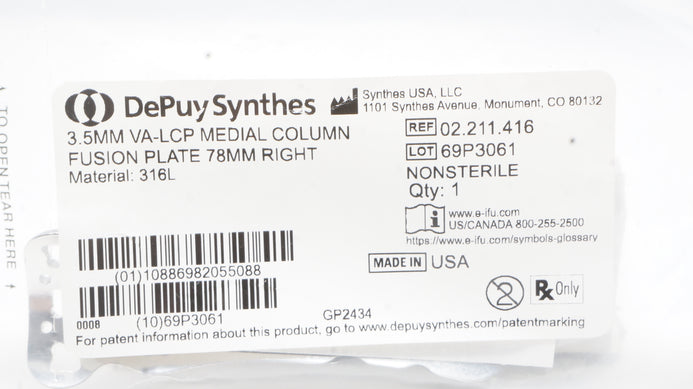 TO OPEN TEAR HERE
DePuy Synthes
Synthes USA, LLC
1101 Synthes Avenue, Monument, CO 80132
3.5MM VA-LCP MEDIAL COLUMN
FUSION PLATE 78MM RIGHT
Material: 316L
REF 02.211.416
LOT 69P3061
NONSTERILE
Qty: 1
i
www.e-ifu.com
US/CANADA 800-255-2500
https://www.e-ifu.com/symbols-glossary
MADE IN USA
(01)10886982055088
2
Rx Only
0008
(10)69P3061
GP2434
For patent information about this product, go to www.depuysynthes.com/patentmarking